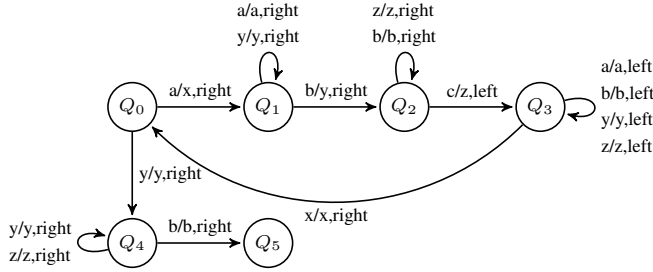 a/a,right
y/y,right
z/z,right
b/b,right
a/a,left
b/b,left
y/y,left
z/z,left
Q0
a/x,right
Q1
b/y,right
Q2
c/z,left
Q3
y/y,right
x/x,right
y/y,right
z/z,right
Q4
b/b,right
Q5